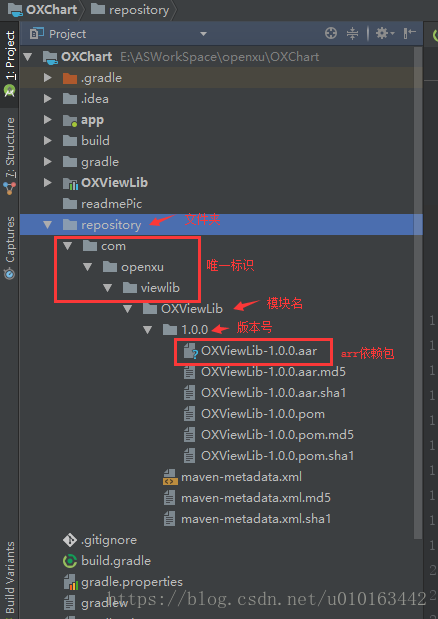 OXChart
repository
Project
OXChart E:\ASWorkSpace\openxu\OXChart
.gradle
.idea
app
build
gradle
OXViewLib
readmePic
repository
com
唯一标识
openxu
viewlib
OXViewLib
模块名
1.0.0
版本号
OXViewLib-1.0.0.aar
arr依赖包
OXViewLib-1.0.0.aar.md5
OXViewLib-1.0.0.aar.sha1
OXViewLib-1.0.0.pom
OXViewLib-1.0.0.pom.md5
OXViewLib-1.0.0.pom.sha1
maven-metadata.xml
maven-metadata.xml.md5
maven-metadata.xml.sha1
.gitignore
build.gradle
gradle.properties
gradlew
https://blog.csdn.net/u010163442
1: Project
7: Structure
Captures
Build Variants